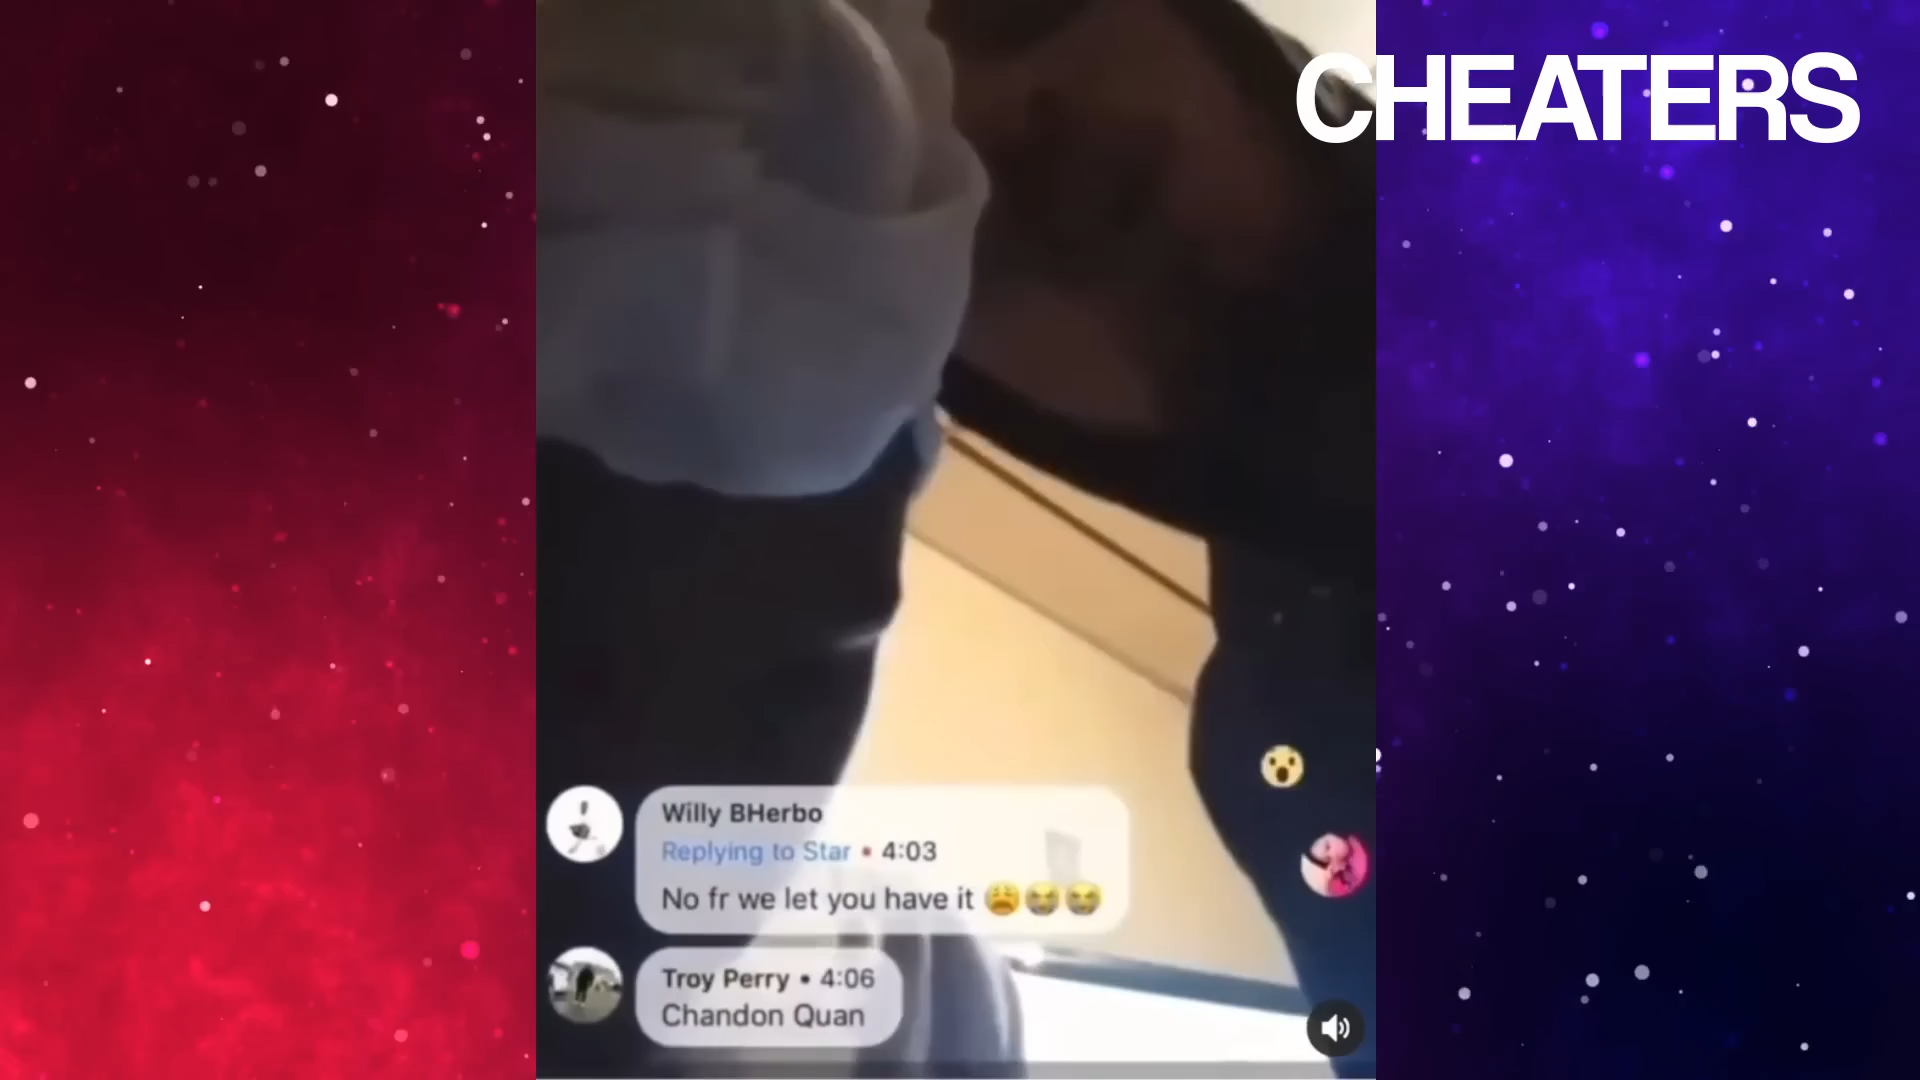 CHEATERS
Willy BHerbo
Replying to Star • 4:03
No fr we let you have it 😩😭😭
Troy Perry • 4:06
Chandon Quan